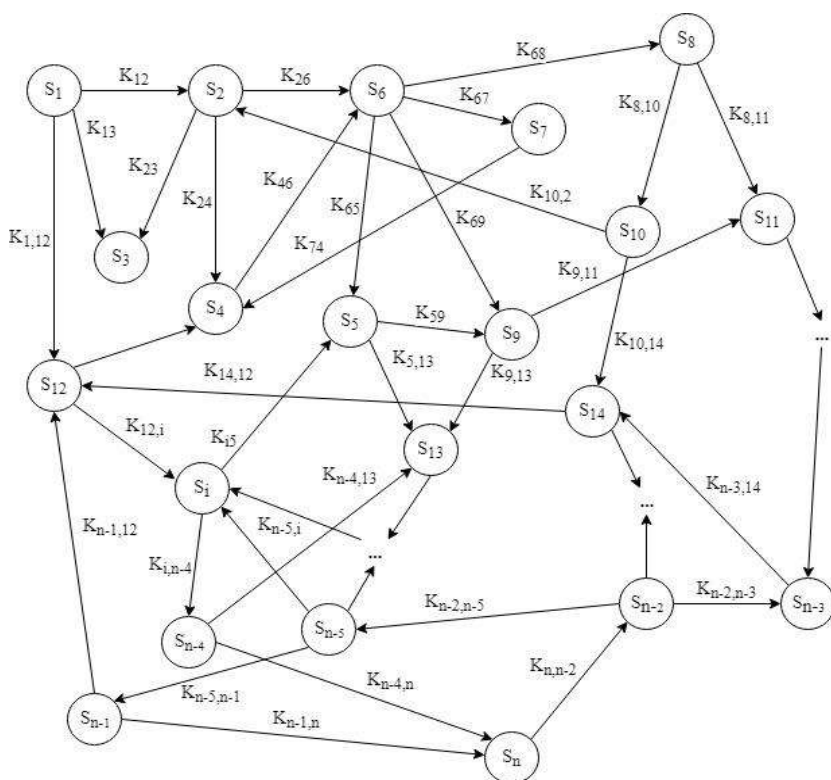 S₈
K₆₈
S₁
K₁₂
S₂
K₂₆
S₆
K₆₇
S₇
K₈,₁₀
K₈,₁₁
K₁₃
K₂₃
K₂₄
K₄₆
K₆₅
K₆₉
K₁₀,₂
S₁₁
S₁₀
K₁,₁₂
S₃
K₇₄
K₉,₁₁
S₄
S₅
K₅₉
S₉
...
K₁₀,₁₄
K₅,₁₃
K₉,₁₃
S₁₂
K₁₄,₁₂
S₁₄
K₁₂,ᵢ
Kᵢ₅
S₁₃
Kₙ₋₄,₁₃
Kₙ₋₃,₁₄
Sᵢ
Kₙ₋₁,₁₂
Kₙ₋₅,ᵢ
...
...
Kᵢ,ₙ₋₄
Sₙ₋₄
Sₙ₋₅
Kₙ₋₂,ₙ₋₅
Sₙ₋₂
Kₙ₋₂,ₙ₋₃
Sₙ₋₃
Kₙ₋₅,ₙ₋₁
Kₙ₋₄,ₙ
Kₙ,ₙ₋₂
Sₙ₋₁
Kₙ₋₁,ₙ
Sₙ